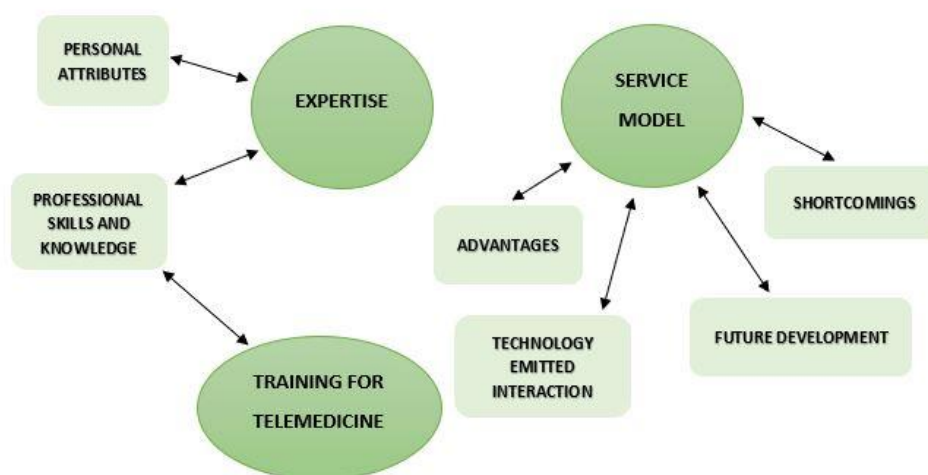 PERSONAL
ATTRIBUTES
EXPERTISE
PROFESSIONAL
SKILLS AND
KNOWLEDGE
TRAINING FOR
TELEMEDICINE
SERVICE
MODEL
ADVANTAGES
TECHNOLOGY
EMITTED
INTERACTION
FUTURE DEVELOPMENT
SHORTCOMINGS